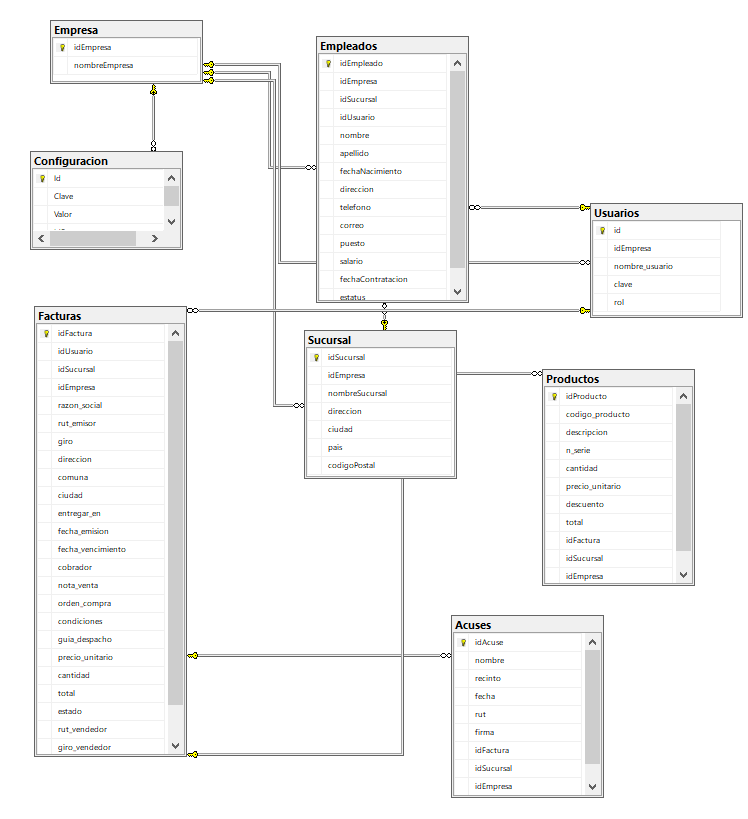 Empresa
idEmpresa
nombreEmpresa
Empleados
idEmpleado
idEmpresa
idSucursal
idUsuario
nombre
apellido
fechaNacimiento
direccion
telefono
correo
puesto
salario
fechaContratacion
estatus
Configuracion
Id
Clave
Valor
Usuarios
id
idEmpresa
nombre_usuario
clave
rol
Facturas
idFactura
idUsuario
idSucursal
idEmpresa
razon_social
rut_emisor
giro
direccion
comuna
ciudad
entregar_en
fecha_emision
fecha_vencimiento
cobrador
nota_venta
orden_compra
condiciones
guia_despacho
precio_unitario
cantidad
total
estado
rut_vendedor
giro_vendedor
Sucursal
idSucursal
idEmpresa
nombreSucursal
direccion
ciudad
pais
codigoPostal
Productos
idProducto
codigo_producto
descripcion
n_serie
cantidad
precio_unitario
descuento
total
idFactura
idSucursal
idEmpresa
Acuses
idAcuse
nombre
recinto
fecha
rut
firma
idFactura
idSucursal
idEmpresa